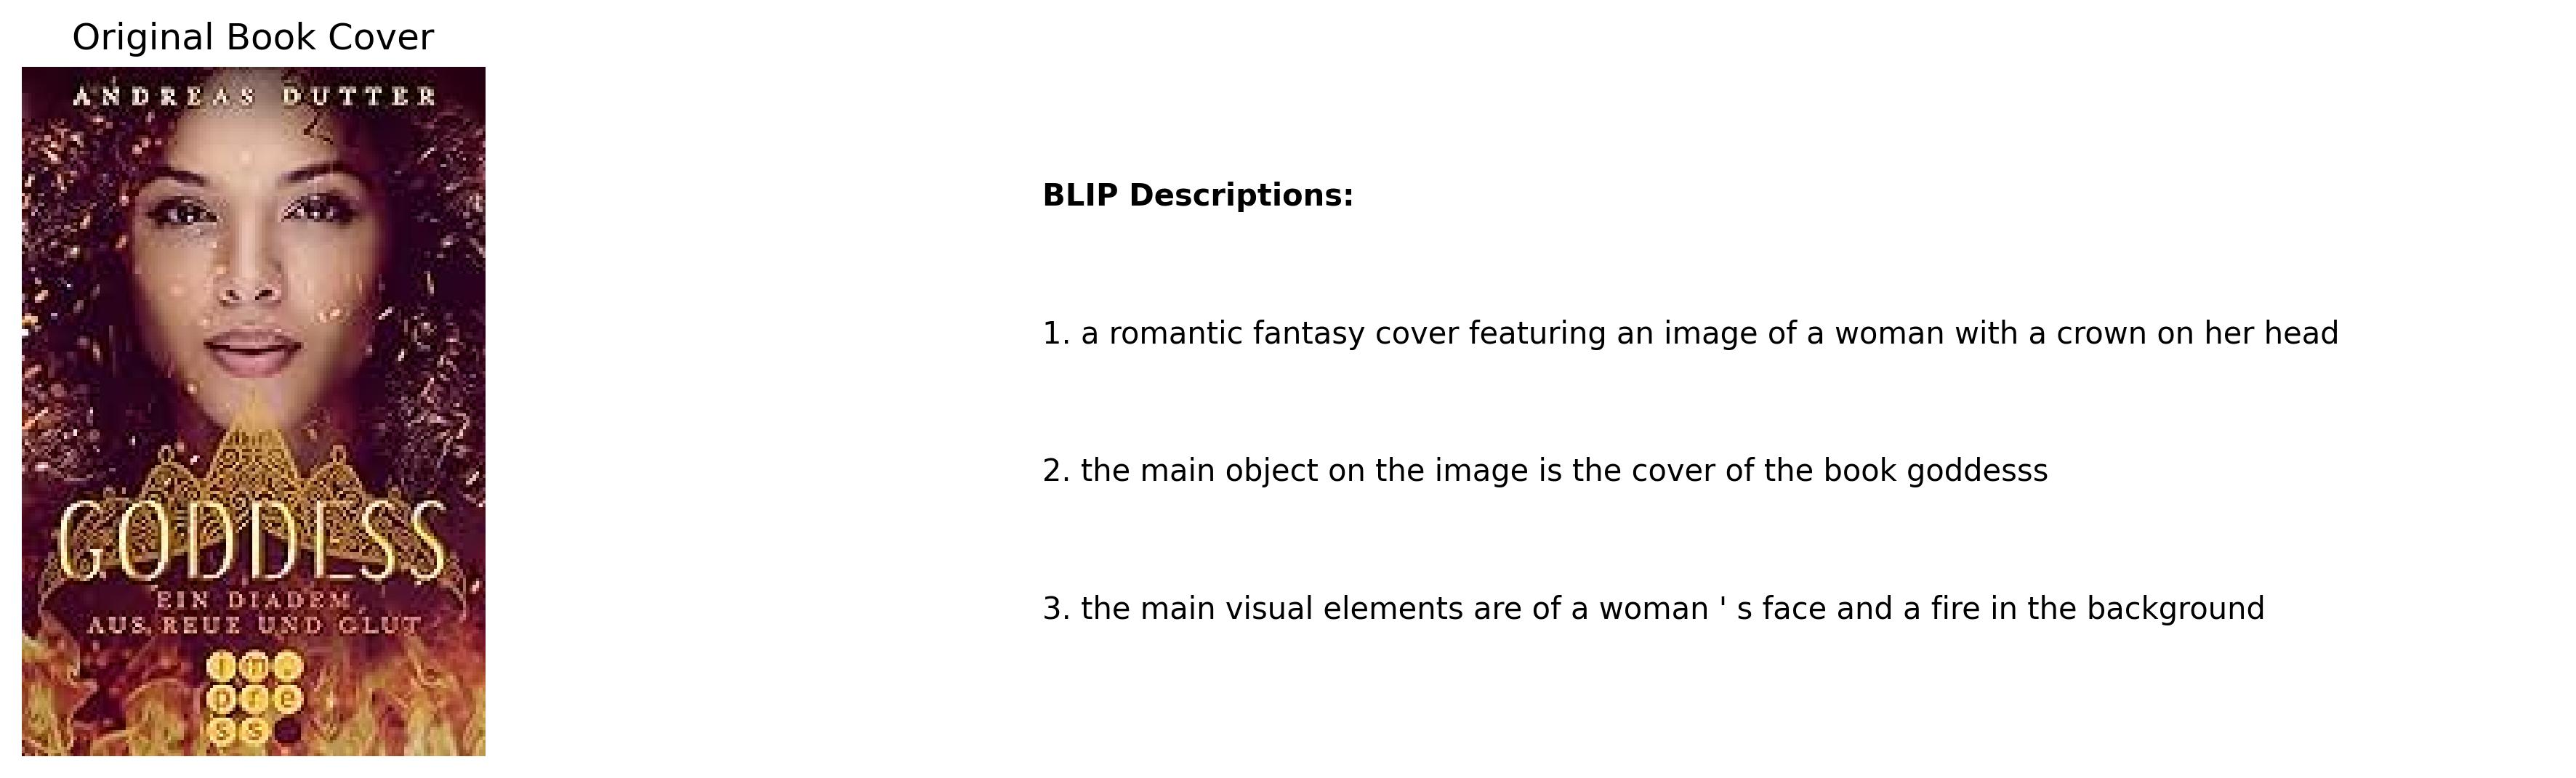 Original Book Cover
ANDREAS DUTTER
GODDESS
EIN DIADEM
AUS REUE UND GLUT
im.
pre
ss
BLIP Descriptions:
1. a romantic fantasy cover featuring an image of a woman with a crown on her head
2. the main object on the image is the cover of the book goddesss
3. the main visual elements are of a woman ' s face and a fire in the background